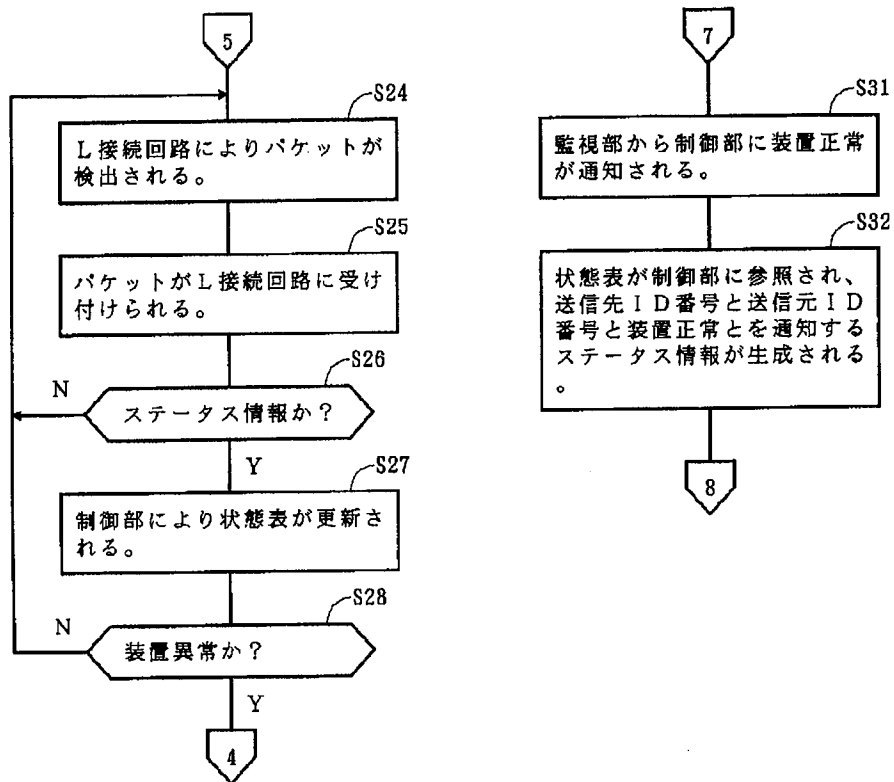 5
S24
L接続回路によりパケットが
検出される。
S25
パケットがL接続回路に受け
付けられる。
S26
N
ステータス情報か?
Y
S27
制御部により状態表が更新さ
れる。
S28
N
装置異常か?
Y
4
7
S31
監視部から制御部に装置正常
が通知される。
S32
状態表が制御部に参照され、
送信先ID番号と送信元ID
番号と装置正常とを通知する
ステータス情報が生成される
。
8